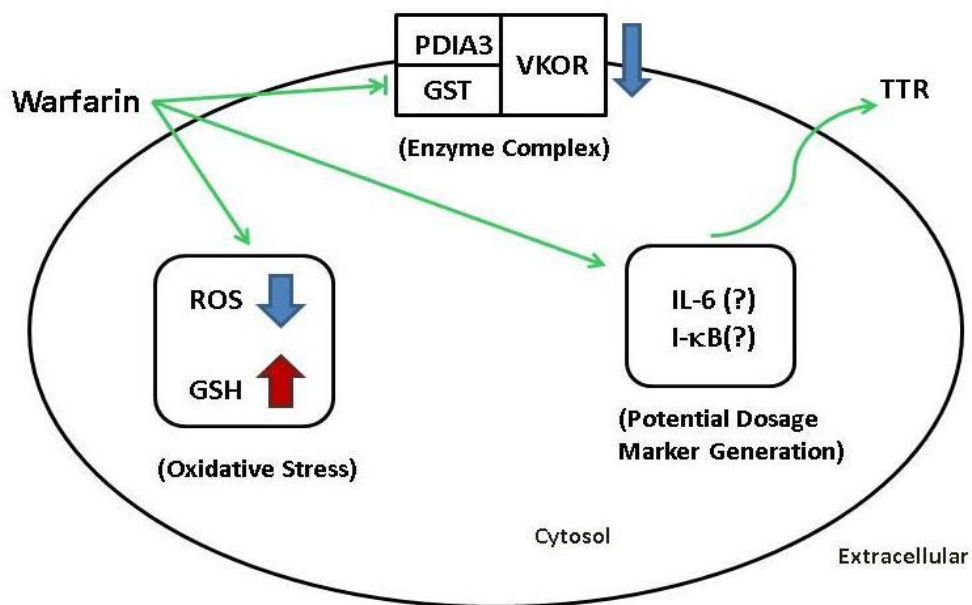 PDIA3
GST
VKOR
(Enzyme Complex)
Warfarin
TTR
ROS
GSH
(Oxidative Stress)
IL-6 (?)
I-κB(?)
(Potential Dosage
Marker Generation)
Cytosol
Extracellular